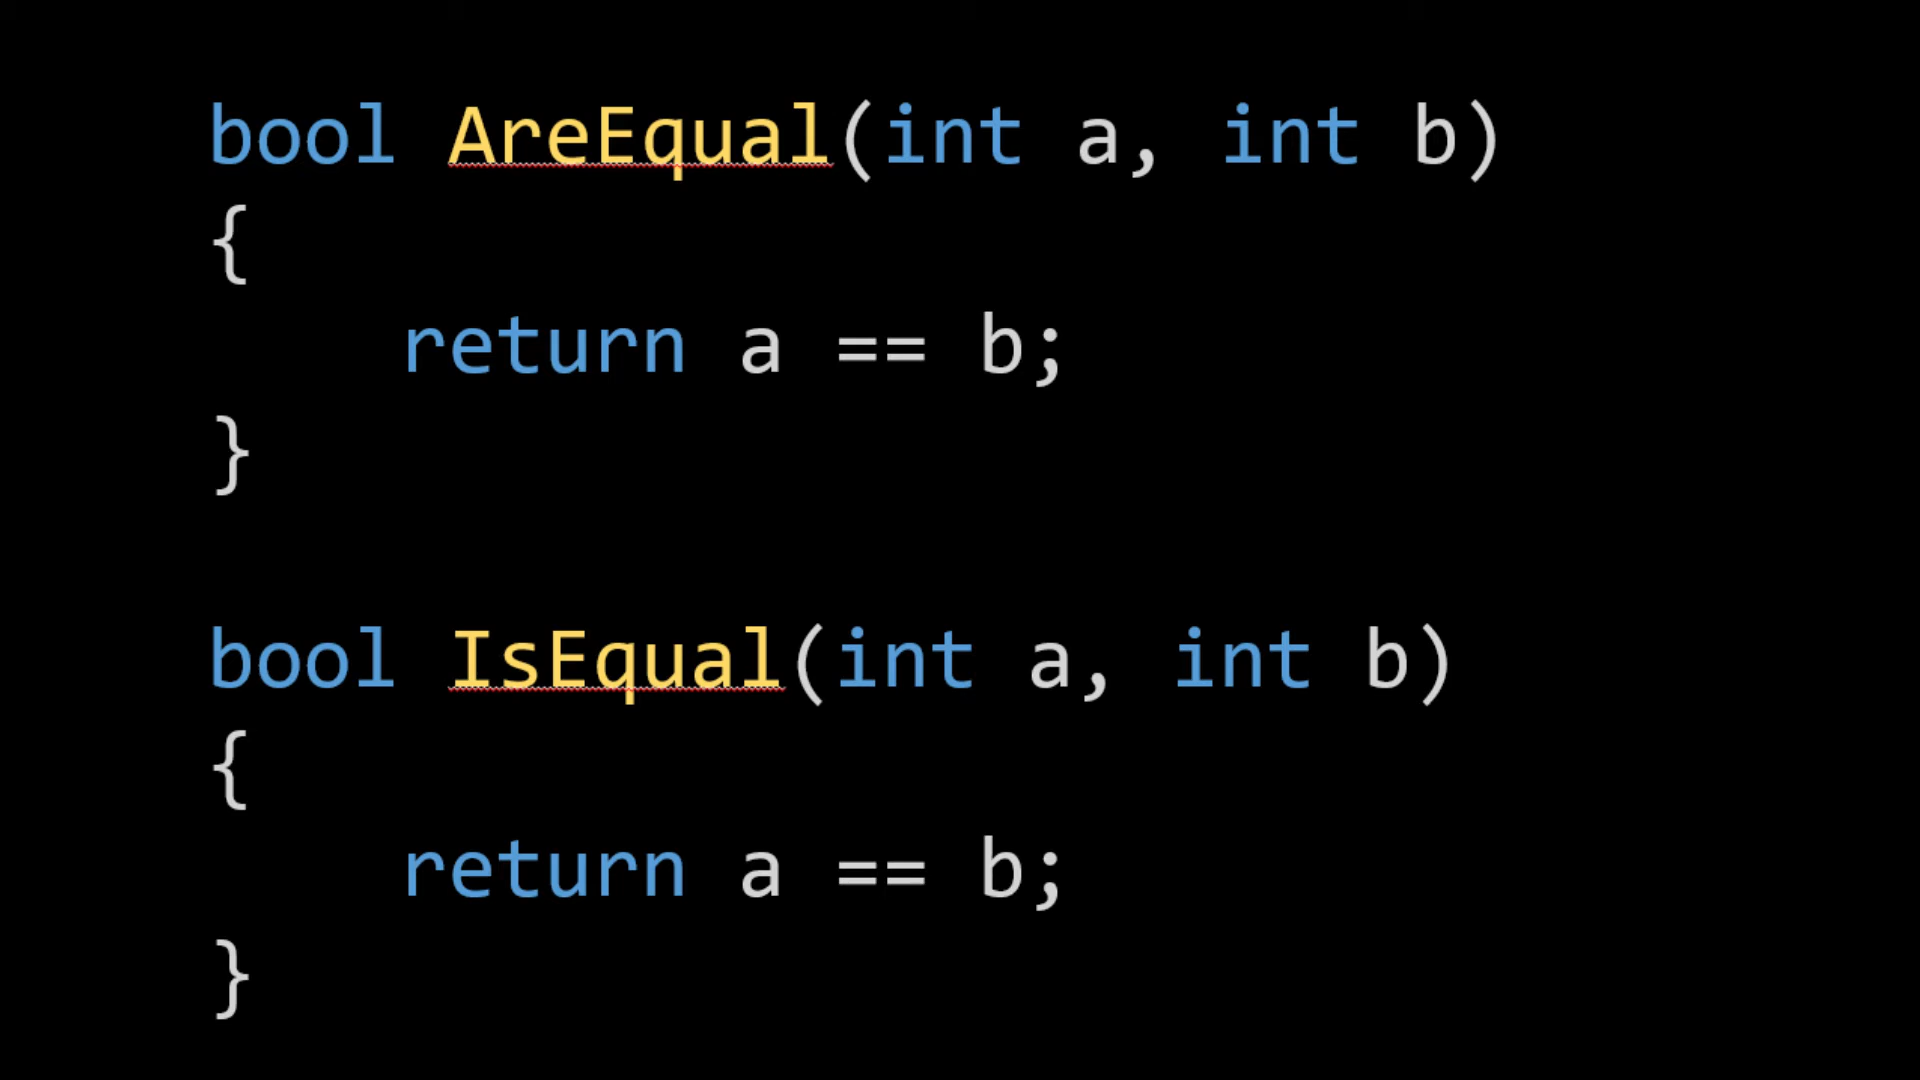 bool AreEqual(int a, int b)
{
    return a == b;
}
bool IsEqual(int a, int b)
{
    return a == b;
}